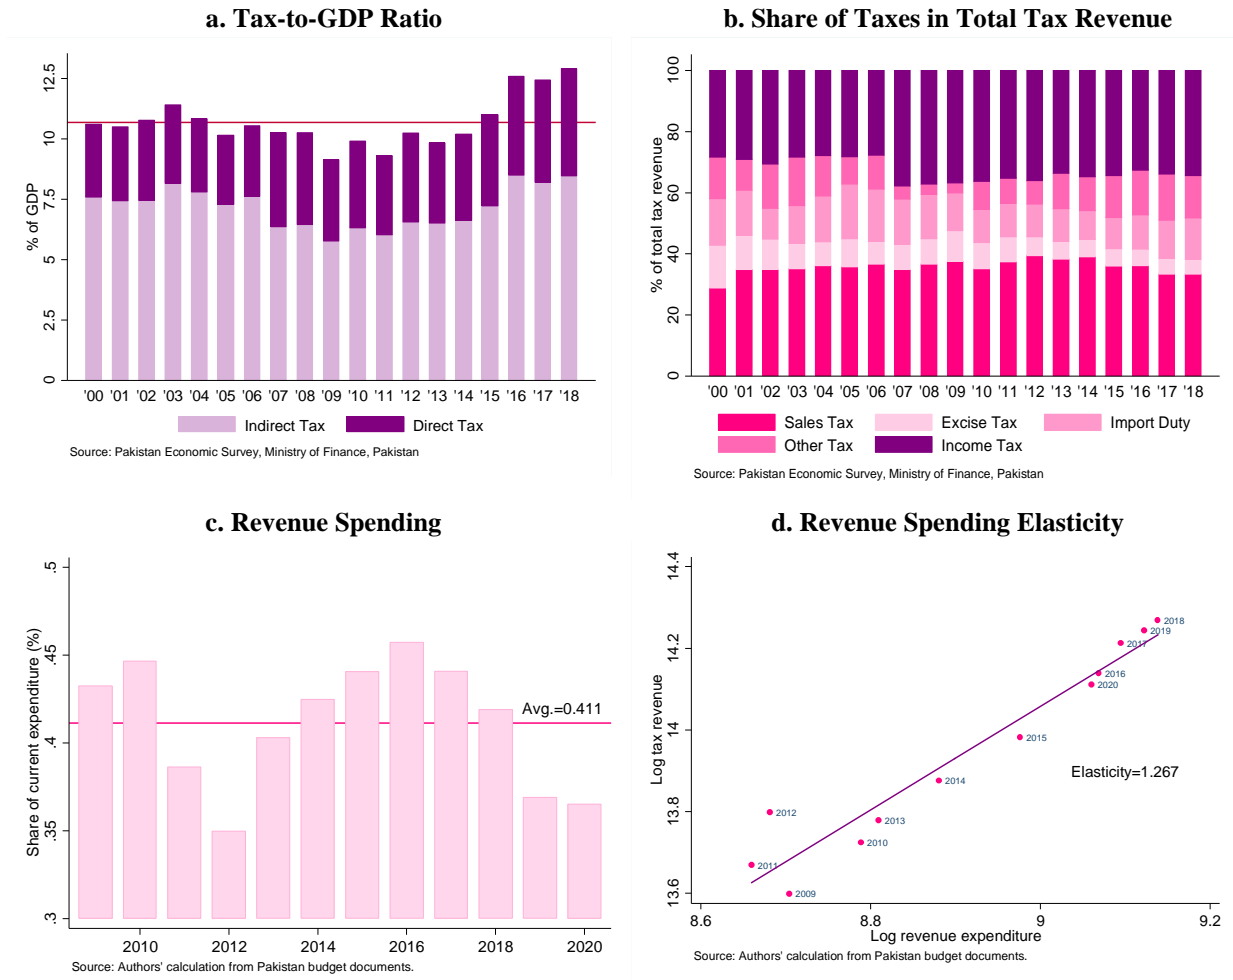 a. Tax-to-GDP Ratio
% of GDP
12.5
10
7.5
5
2.5
0
'00 '01 '02 '03 '04 '05 '06 '07 '08 '09 '10 '11 '12 '13 '14 '15 '16 '17 '18
Indirect Tax Direct Tax
Source: Pakistan Economic Survey, Ministry of Finance, Pakistan
b. Share of Taxes in Total Tax Revenue
% of total tax revenue
100
80
60
40
20
0
'00 '01 '02 '03 '04 '05 '06 '07 '08 '09 '10 '11 '12 '13 '14 '15 '16 '17 '18
Sales Tax Excise Tax Import Duty
Other Tax Income Tax
Source: Pakistan Economic Survey, Ministry of Finance, Pakistan
c. Revenue Spending
Share of current expenditure (%)
.5
.45
.4
.35
.3
Avg.=0.411
2010 2012 2014 2016 2018 2020
Source: Authors' calculation from Pakistan budget documents.
d. Revenue Spending Elasticity
Log tax revenue
14.4
14.2
14
13.8
13.6
2018
2019
2017
2016
2020
2015
Elasticity=1.267
2014
2012
2013
2010
2011
2009
8.6 8.8 9 9.2
Log revenue expenditure
Source: Authors' calculation from Pakistan budget documents.